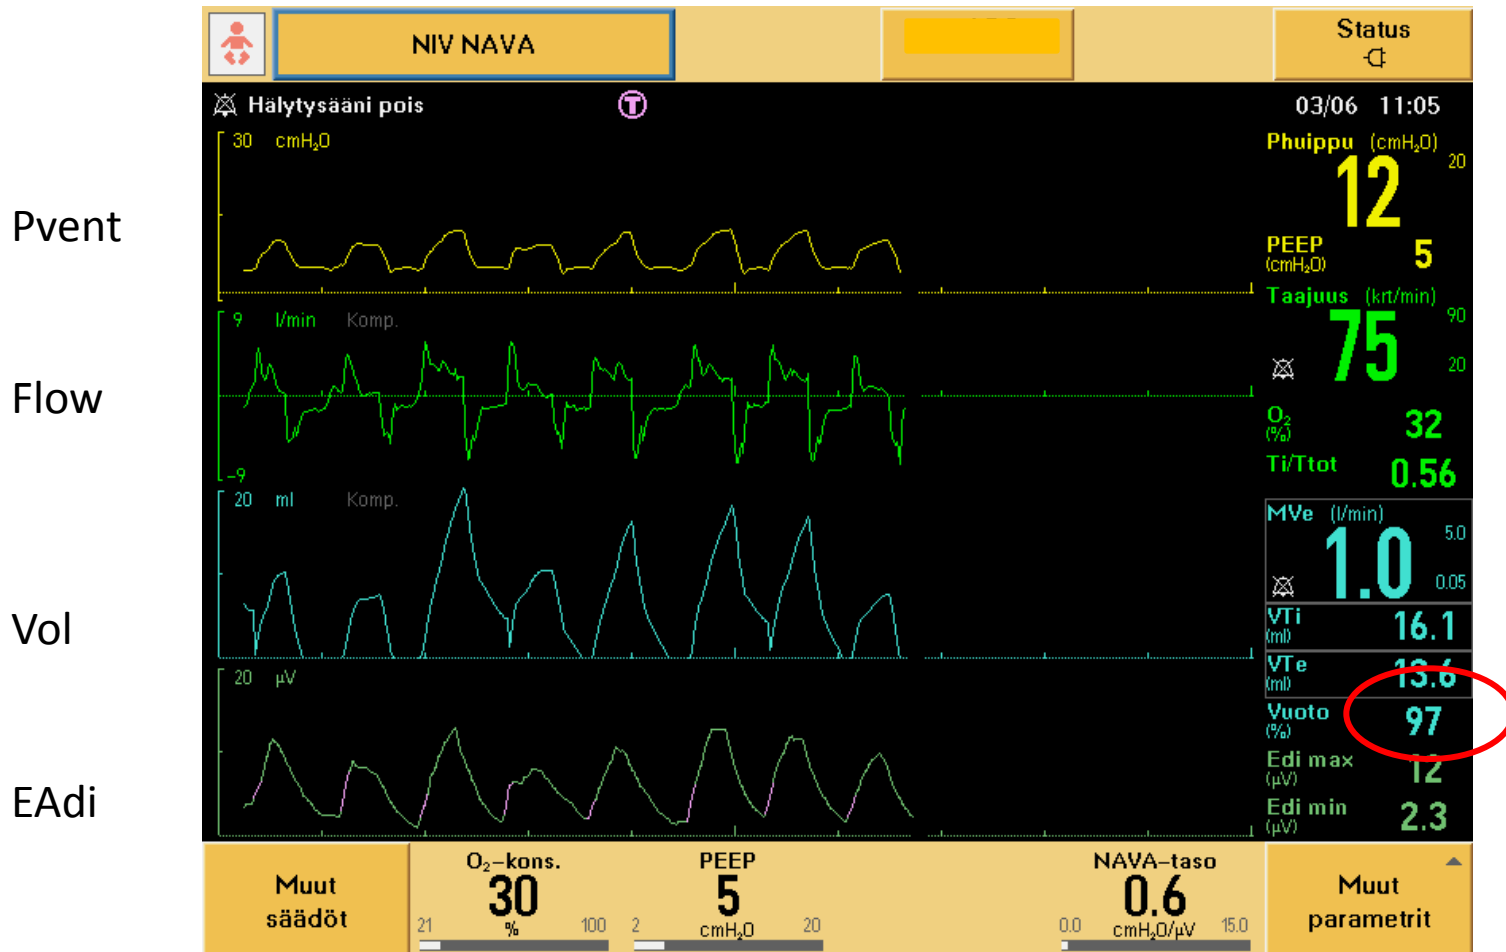 NIV NAVA
Status
Hälytysääni pois
T
03/06 11:05
Pvent
30 cmH₂O
Phuippu (cmH₂O)
12
20
PEEP
(cmH₂O)
5
Flow
9 l/min Komp.
-9
Taajuus (krt/min)
75
90
20
O₂
(%)
32
Ti/Ttot
0.56
Vol
20 ml Komp.
MVe (l/min)
1.0
5.0
0.05
VTi
(ml)
16.1
VTe
(ml)
13.6
Vuoto
(%)
97
EAdi
20 µV
Edi max
(µV)
12
Edi min
(µV)
2.3
Muut
säädöt
O₂-kons.
30
21 % 100
PEEP
5
2 cmH₂O 20
NAVA-taso
0.6
0.0 cmH₂O/µV 15.0
Muut
parametrit